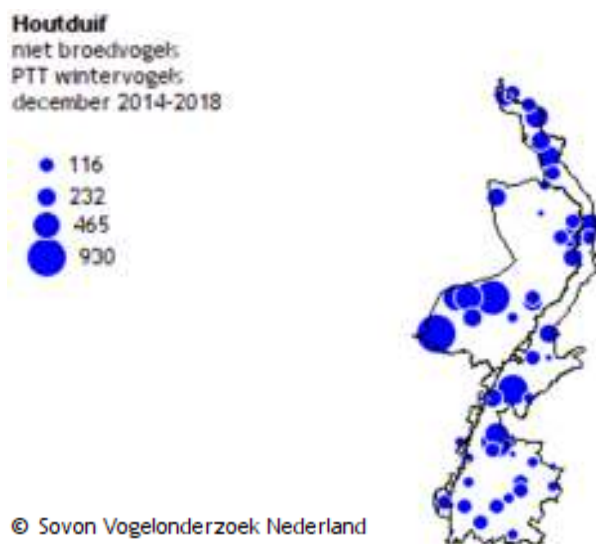 Houtduif
niet broedvogels
PTT wintervogels
december 2014-2018
116
232
465
930
© Sovon Vogelonderzoek Nederland